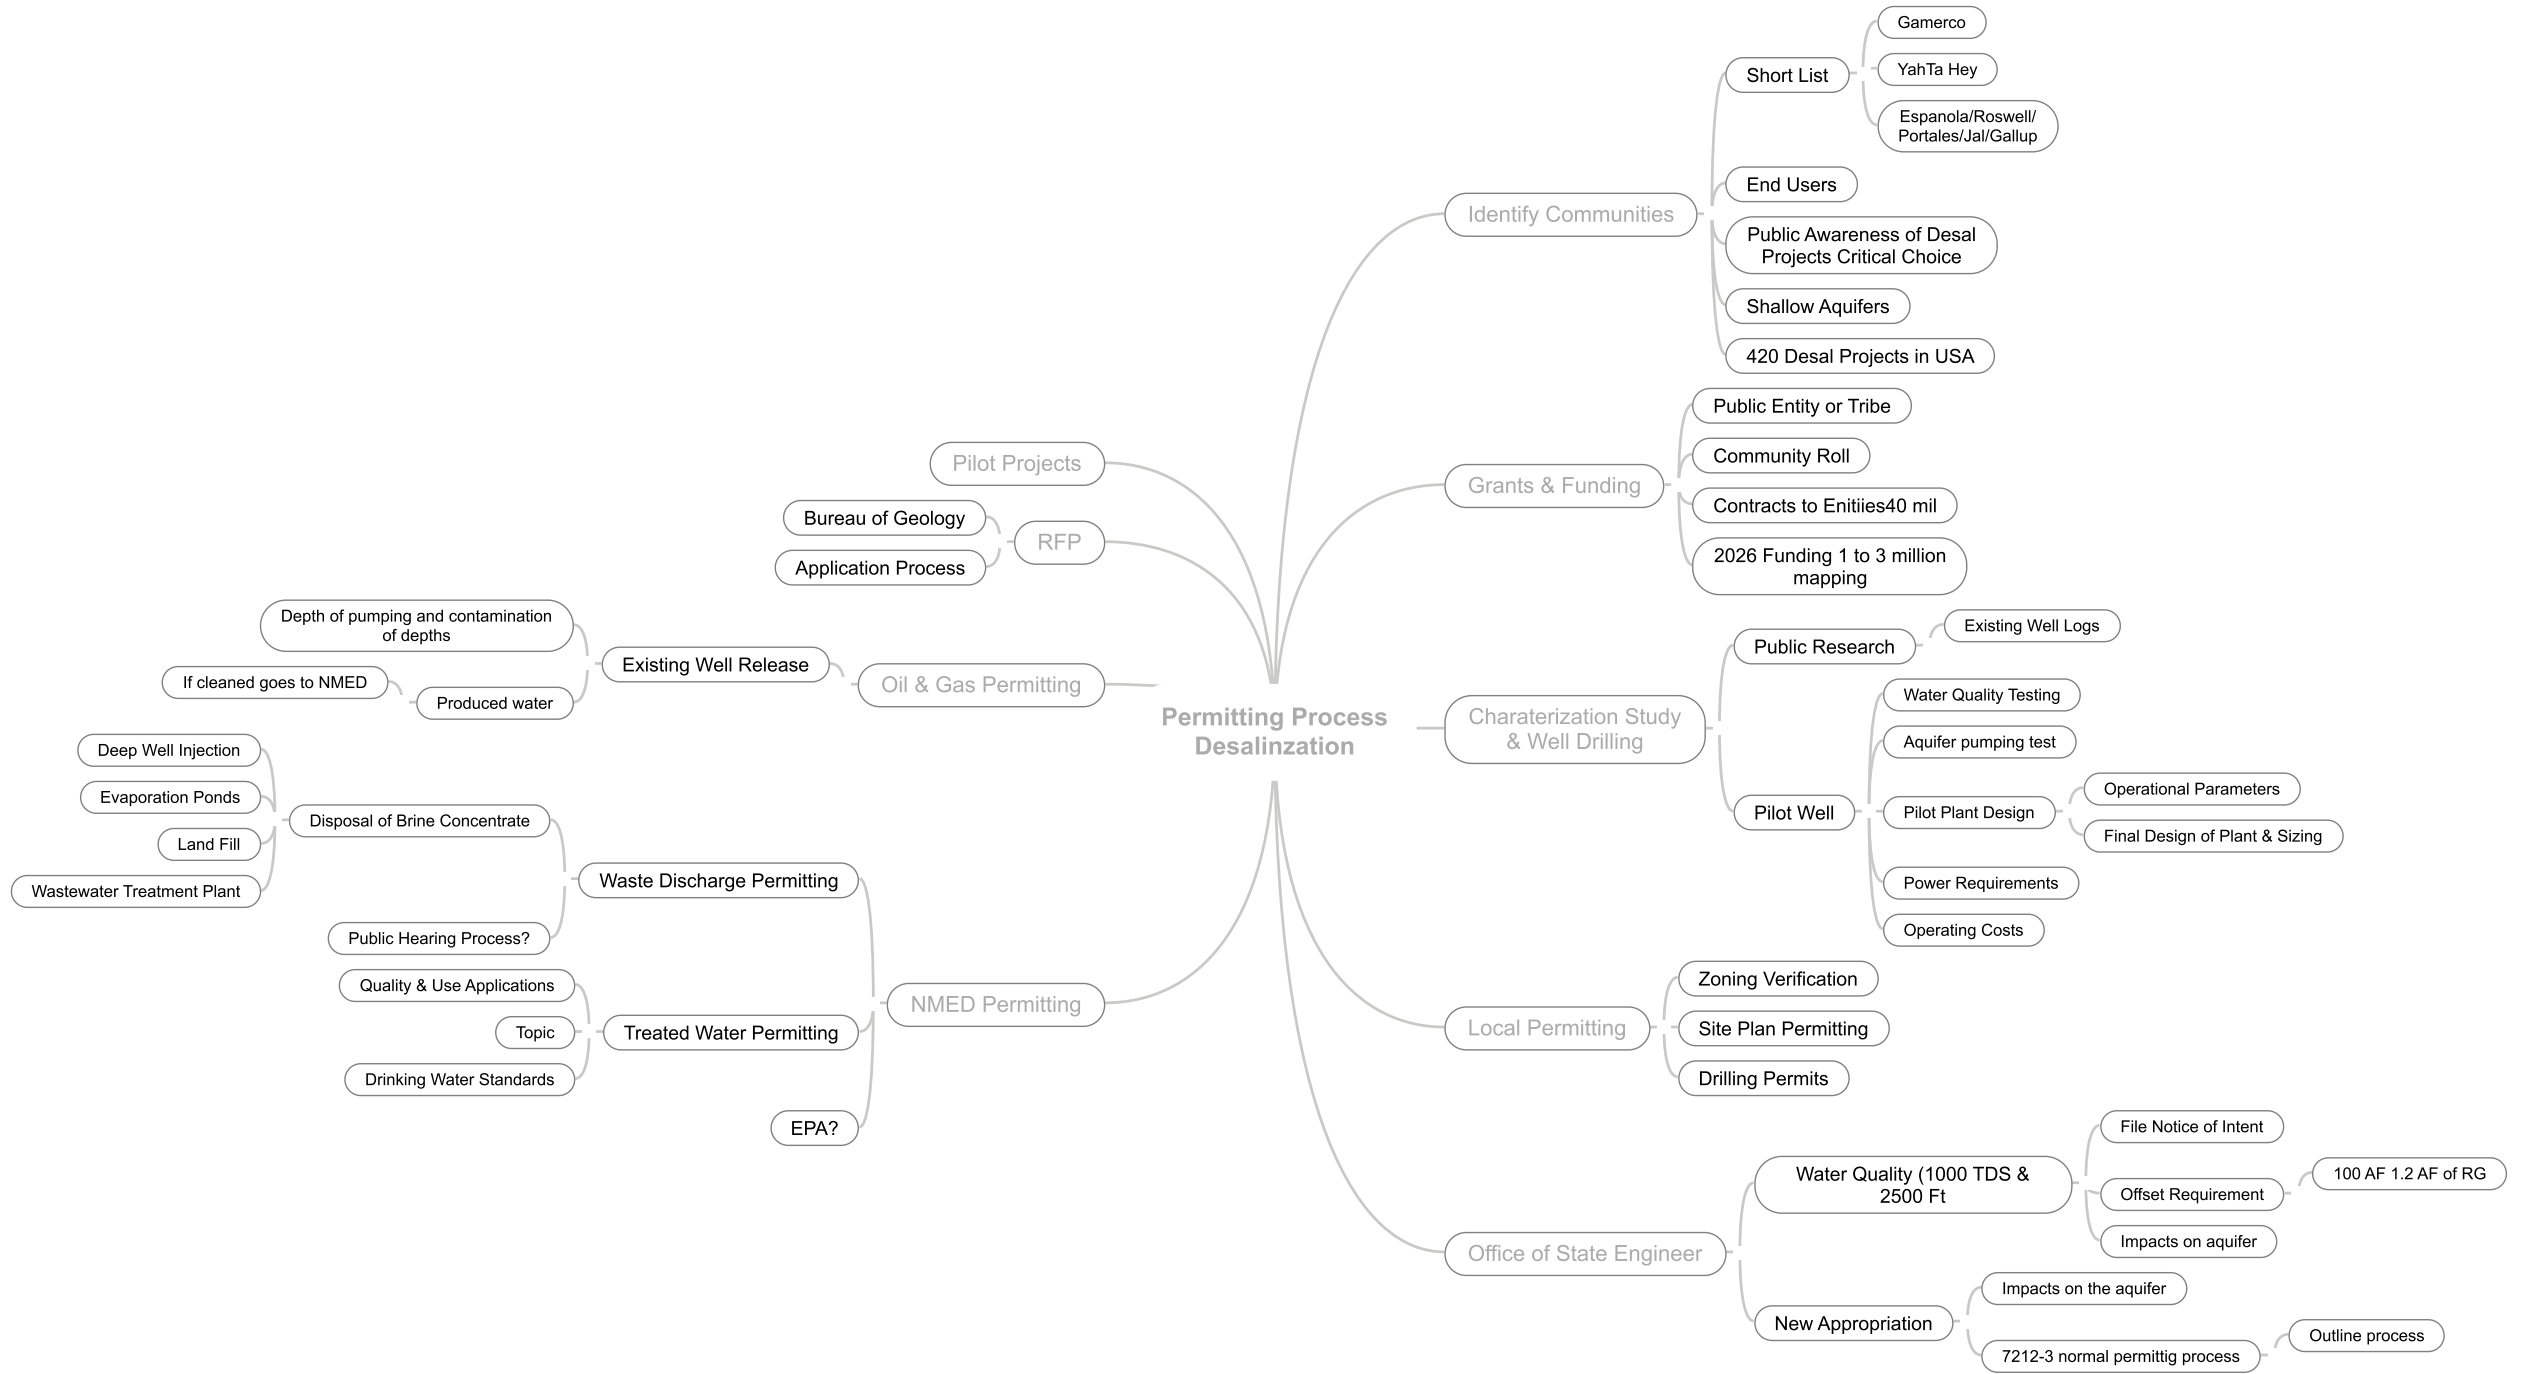 Permitting Process
Desalinzation
Identify Communities
Short List
Gamerco
YahTa Hey
Espanola/Roswell/
Portales/Jal/Gallup
End Users
Public Awareness of Desal
Projects Critical Choice
Shallow Aquifers
420 Desal Projects in USA
Grants & Funding
Public Entity or Tribe
Community Roll
Contracts to Enitiies40 mil
2026 Funding 1 to 3 million
mapping
Charaterization Study
& Well Drilling
Public Research
Existing Well Logs
Pilot Well
Water Quality Testing
Aquifer pumping test
Pilot Plant Design
Operational Parameters
Final Design of Plant & Sizing
Power Requirements
Operating Costs
Local Permitting
Zoning Verification
Site Plan Permitting
Drilling Permits
Office of State Engineer
Water Quality (1000 TDS &
2500 Ft
File Notice of Intent
Offset Requirement
100 AF 1.2 AF of RG
Impacts on aquifer
New Appropriation
Impacts on the aquifer
7212-3 normal permittig process
Outline process
Pilot Projects
RFP
Bureau of Geology
Application Process
Oil & Gas Permitting
Existing Well Release
Depth of pumping and contamination
of depths
Produced water
If cleaned goes to NMED
NMED Permitting
Waste Discharge Permitting
Disposal of Brine Concentrate
Deep Well Injection
Evaporation Ponds
Land Fill
Wastewater Treatment Plant
Public Hearing Process?
Treated Water Permitting
Quality & Use Applications
Topic
Drinking Water Standards
EPA?